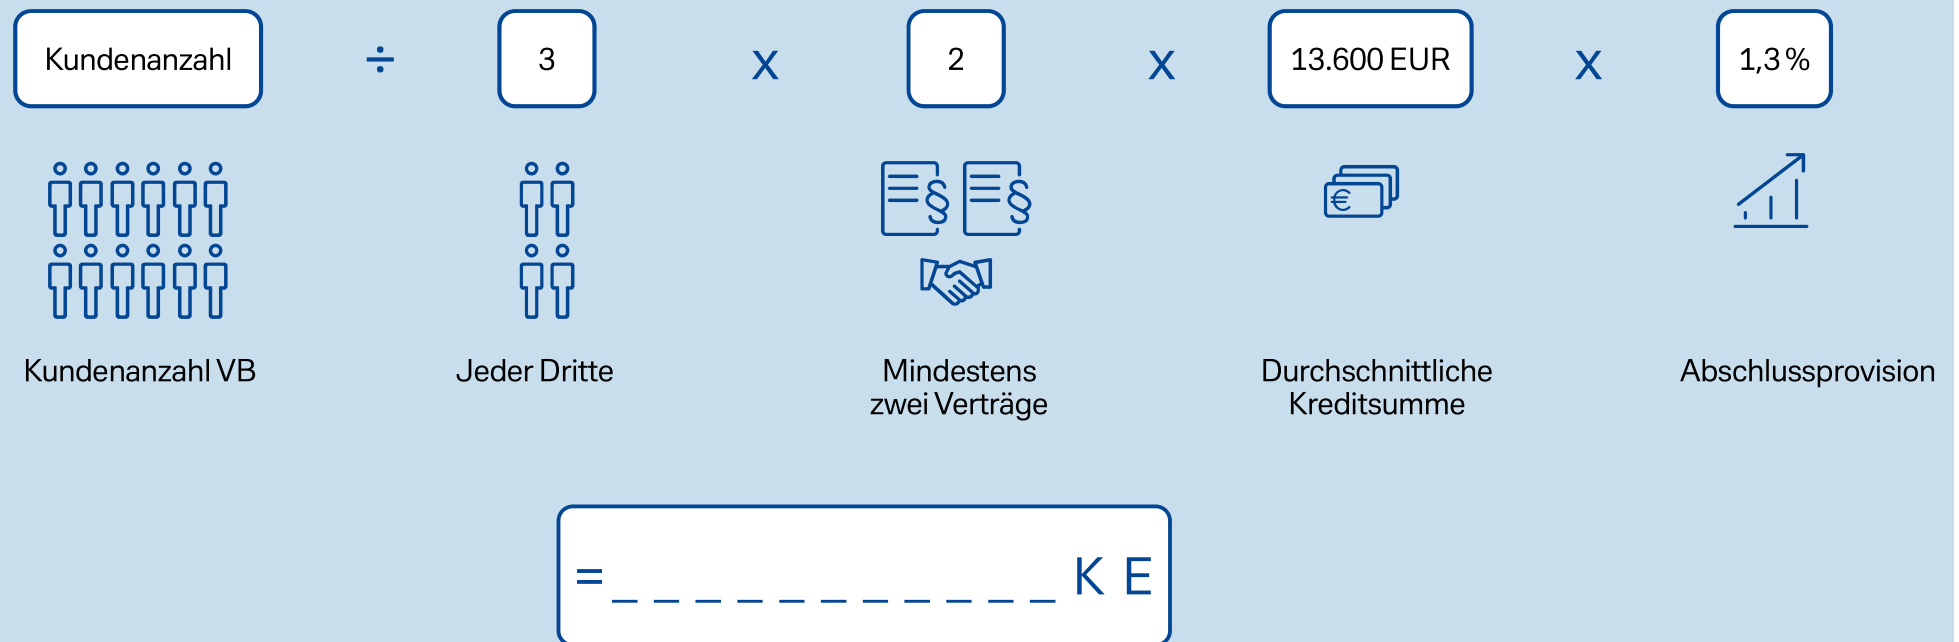 Kundenanzahl ÷ 3 x 2 x 13.600 EUR x 1,3 %
Kundenanzahl VB
Jeder Dritte
Mindestens
zwei Verträge
Durchschnittliche
Kreditsumme
Abschlussprovision
= _ _ _ _ _ _ _ _ _ _ _ K E